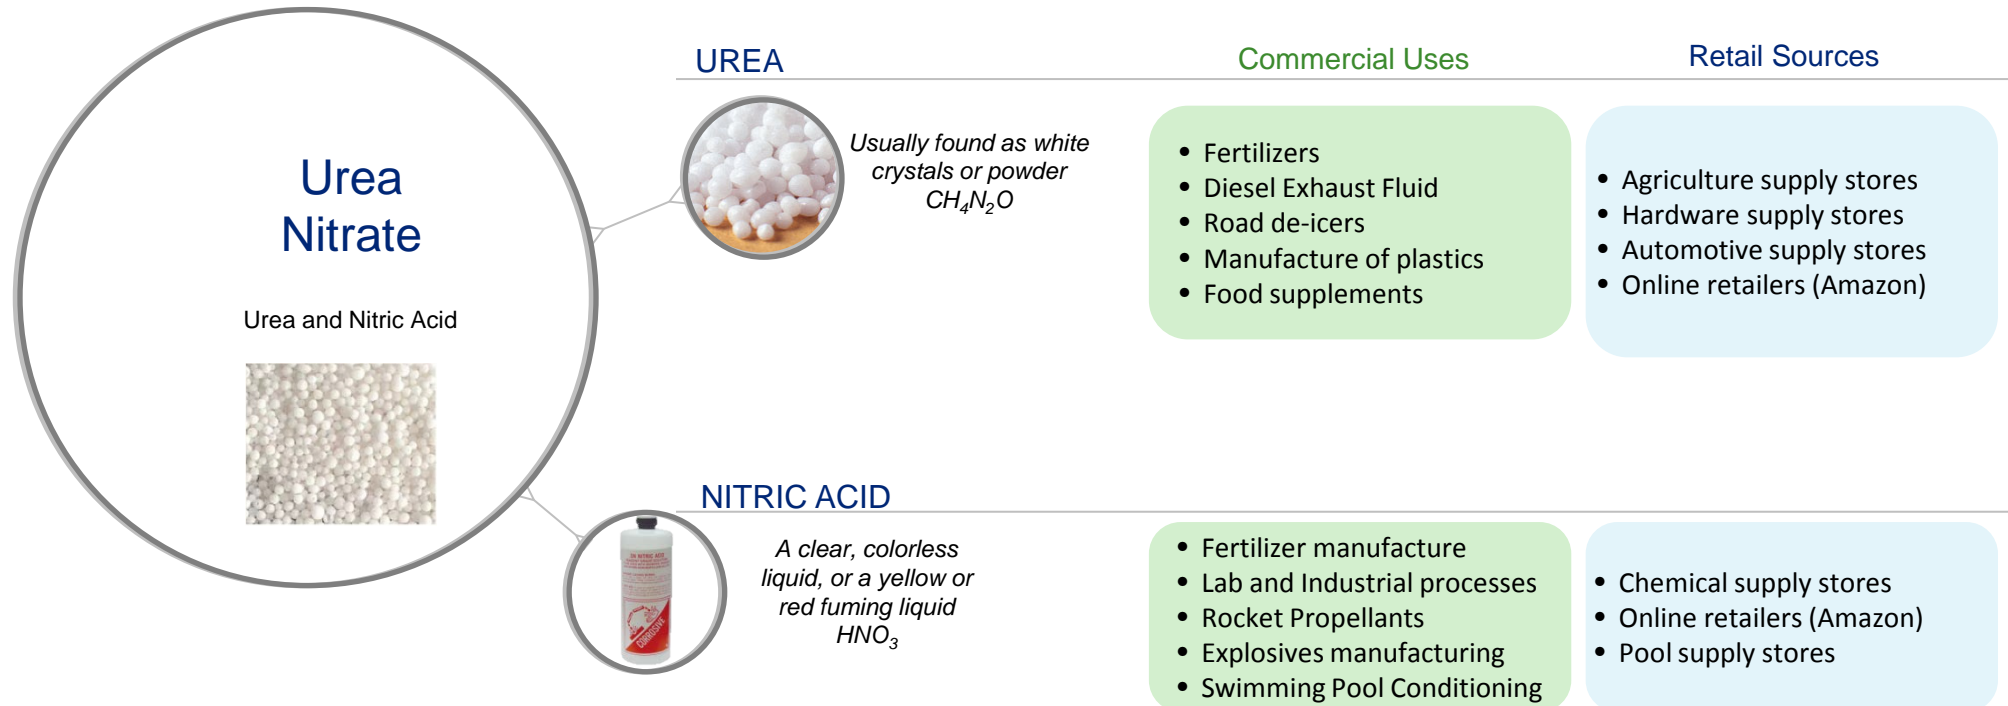 Urea
Nitrate
Urea and Nitric Acid
UREA
Commercial Uses
Retail Sources
Usually found as white
crystals or powder
CH₄N₂O
• Fertilizers
• Diesel Exhaust Fluid
• Road de-icers
• Manufacture of plastics
• Food supplements
• Agriculture supply stores
• Hardware supply stores
• Automotive supply stores
• Online retailers (Amazon)
NITRIC ACID
NITRIC ACID
CORROSIVE
A clear, colorless
liquid, or a yellow or
red fuming liquid
HNO₃
• Fertilizer manufacture
• Lab and Industrial processes
• Rocket Propellants
• Explosives manufacturing
• Swimming Pool Conditioning
• Chemical supply stores
• Online retailers (Amazon)
• Pool supply stores